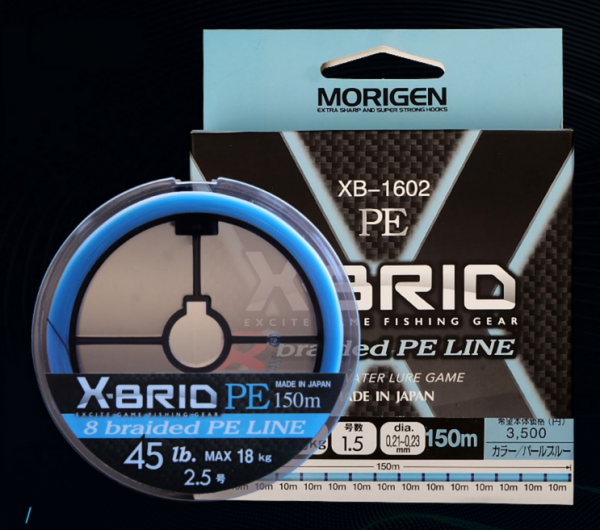 MORIGEN
EXTRA SHARP AND SUPER STRONG HOOKS
XB-1602
PE
X-BRID
EXCITE GAME FISHING GEAR
braided PE LINE
WATER LURE GAME
MADE IN JAPAN
kg 号数 1.5 dia. 0.21~0.23 mm 150m
希望本体価格(円)
3,500
カラー/パールブルー
150m
10m 10m 10m 10m 10m 10m 10m 10m 10m 10m
X-BRID PE MADE IN JAPAN 150m
EXCITE GAME FISHING GEAR
8 braided PE LINE
45 lb. MAX 18 kg
2.5 号